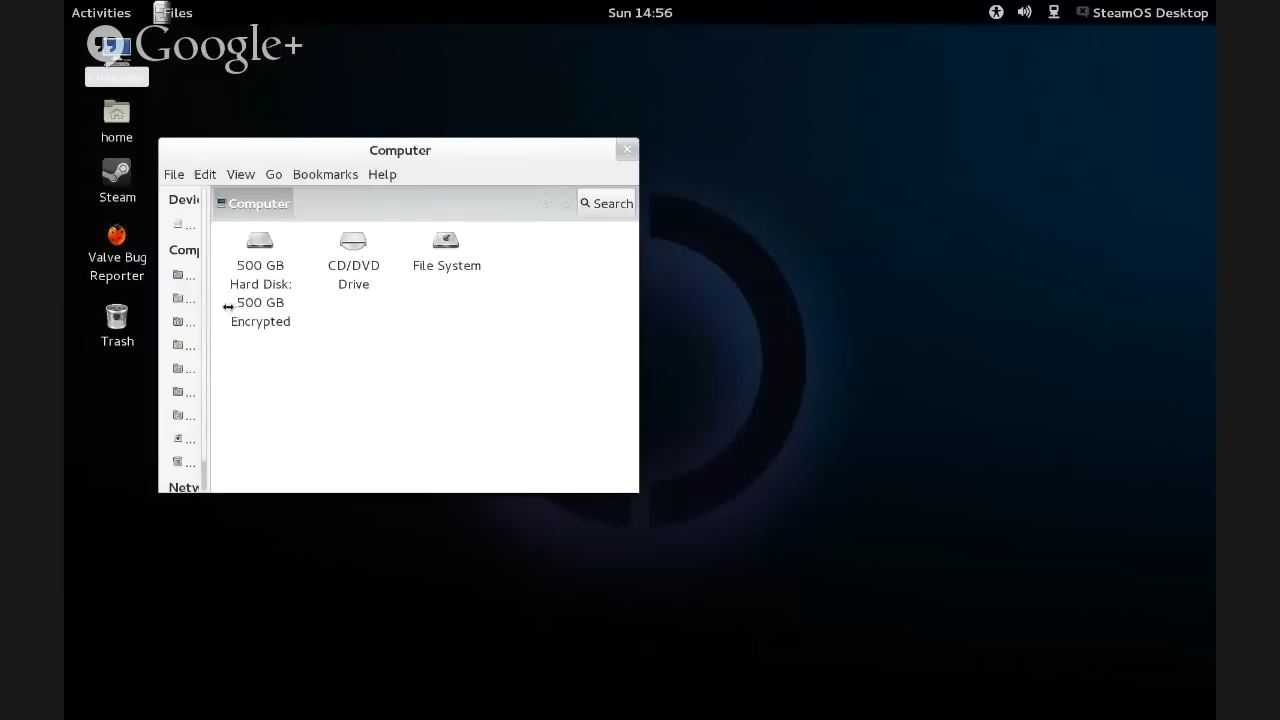 Activities
Files
Sun 14:56
SteamOS Desktop
Google+
home
Steam
Valve Bug
Reporter
Trash
Computer
File Edit View Go Bookmarks Help
Devi
Computer
Search
...
Comp
...
...
...
...
...
...
...
...
...
Netw
500 GB
Hard Disk:
500 GB
Encrypted
CD/DVD
Drive
File System